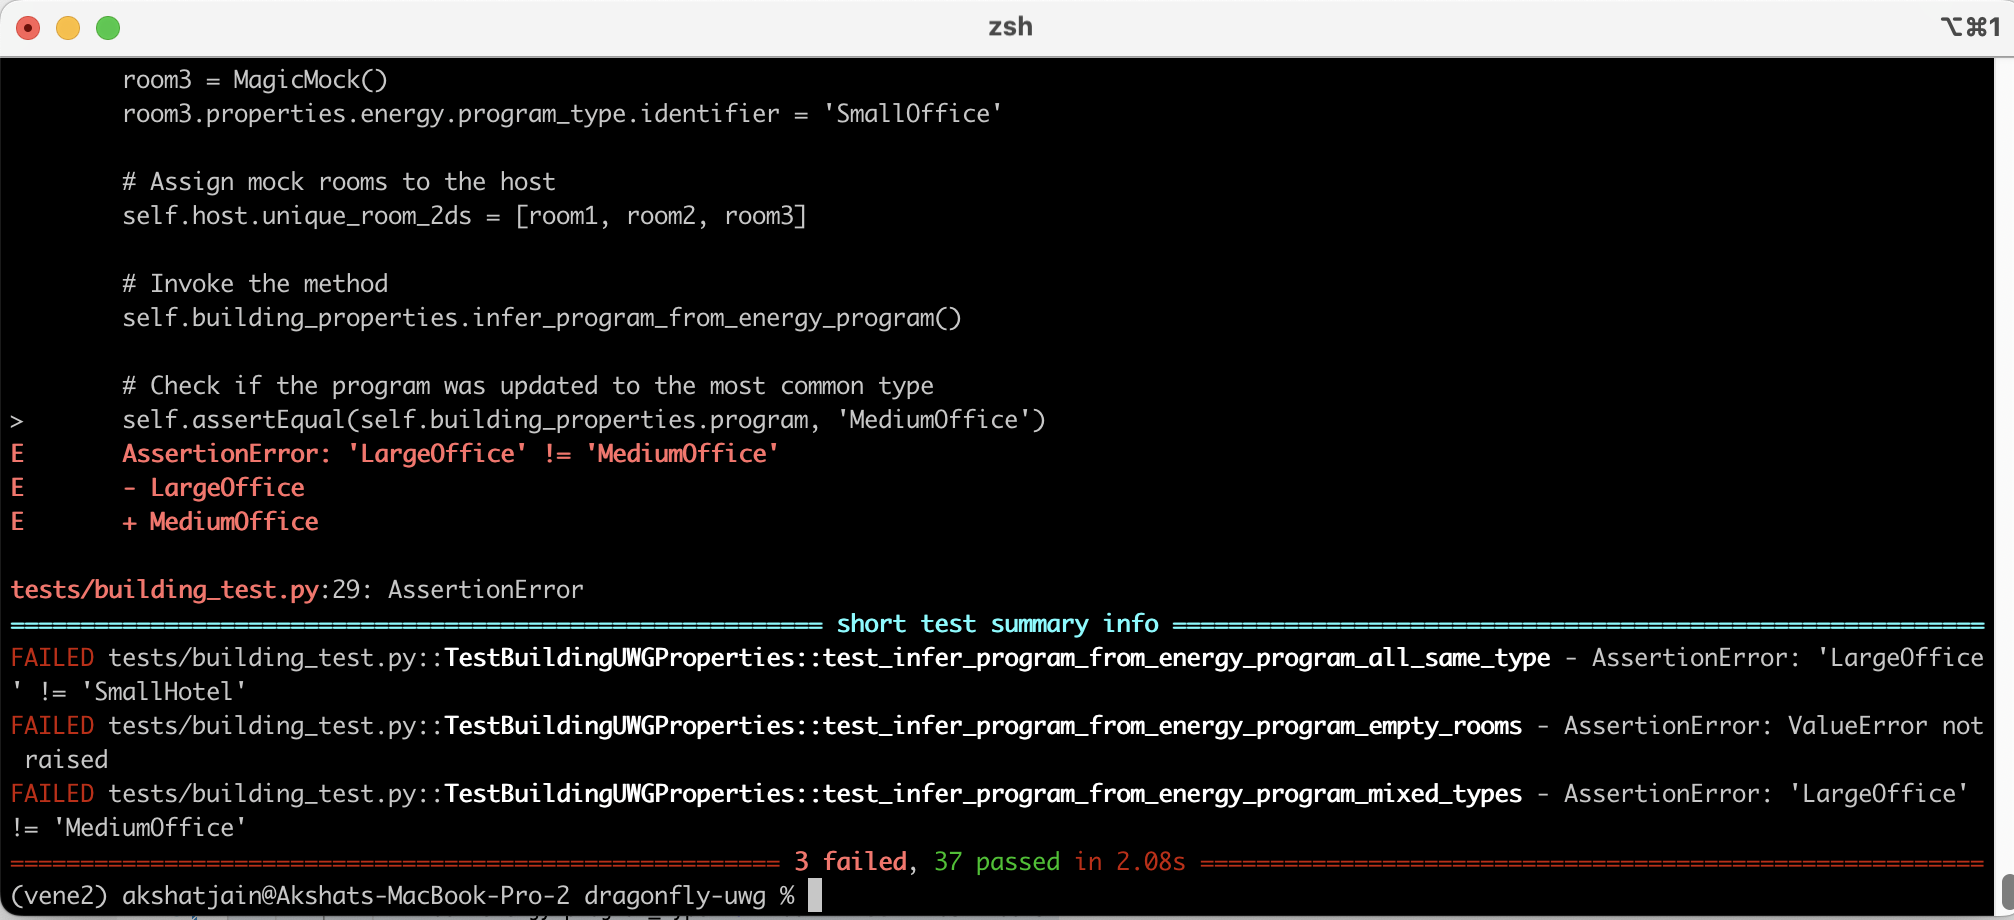 zsh
⌥⌘1
room3 = MagicMock()
room3.properties.energy.program_type.identifier = 'SmallOffice'
# Assign mock rooms to the host
self.host.unique_room_2ds = [room1, room2, room3]
# Invoke the method
self.building_properties.infer_program_from_energy_program()
# Check if the program was updated to the most common type
> self.assertEqual(self.building_properties.program, 'MediumOffice')
E AssertionError: 'LargeOffice' != 'MediumOffice'
E - LargeOffice
E + MediumOffice
tests/building_test.py:29: AssertionError
============================ short test summary info ============================
FAILED tests/building_test.py::TestBuildingUWGProperties::test_infer_program_from_energy_program_all_same_type - AssertionError: 'LargeOffice
' != 'SmallHotel'
FAILED tests/building_test.py::TestBuildingUWGProperties::test_infer_program_from_energy_program_empty_rooms - AssertionError: ValueError not
raised
FAILED tests/building_test.py::TestBuildingUWGProperties::test_infer_program_from_energy_program_mixed_types - AssertionError: 'LargeOffice'
!= 'MediumOffice'
============================ 3 failed, 37 passed in 2.08s ============================
(vene2) akshatjain@Akshats-MacBook-Pro-2 dragonfly-uwg %